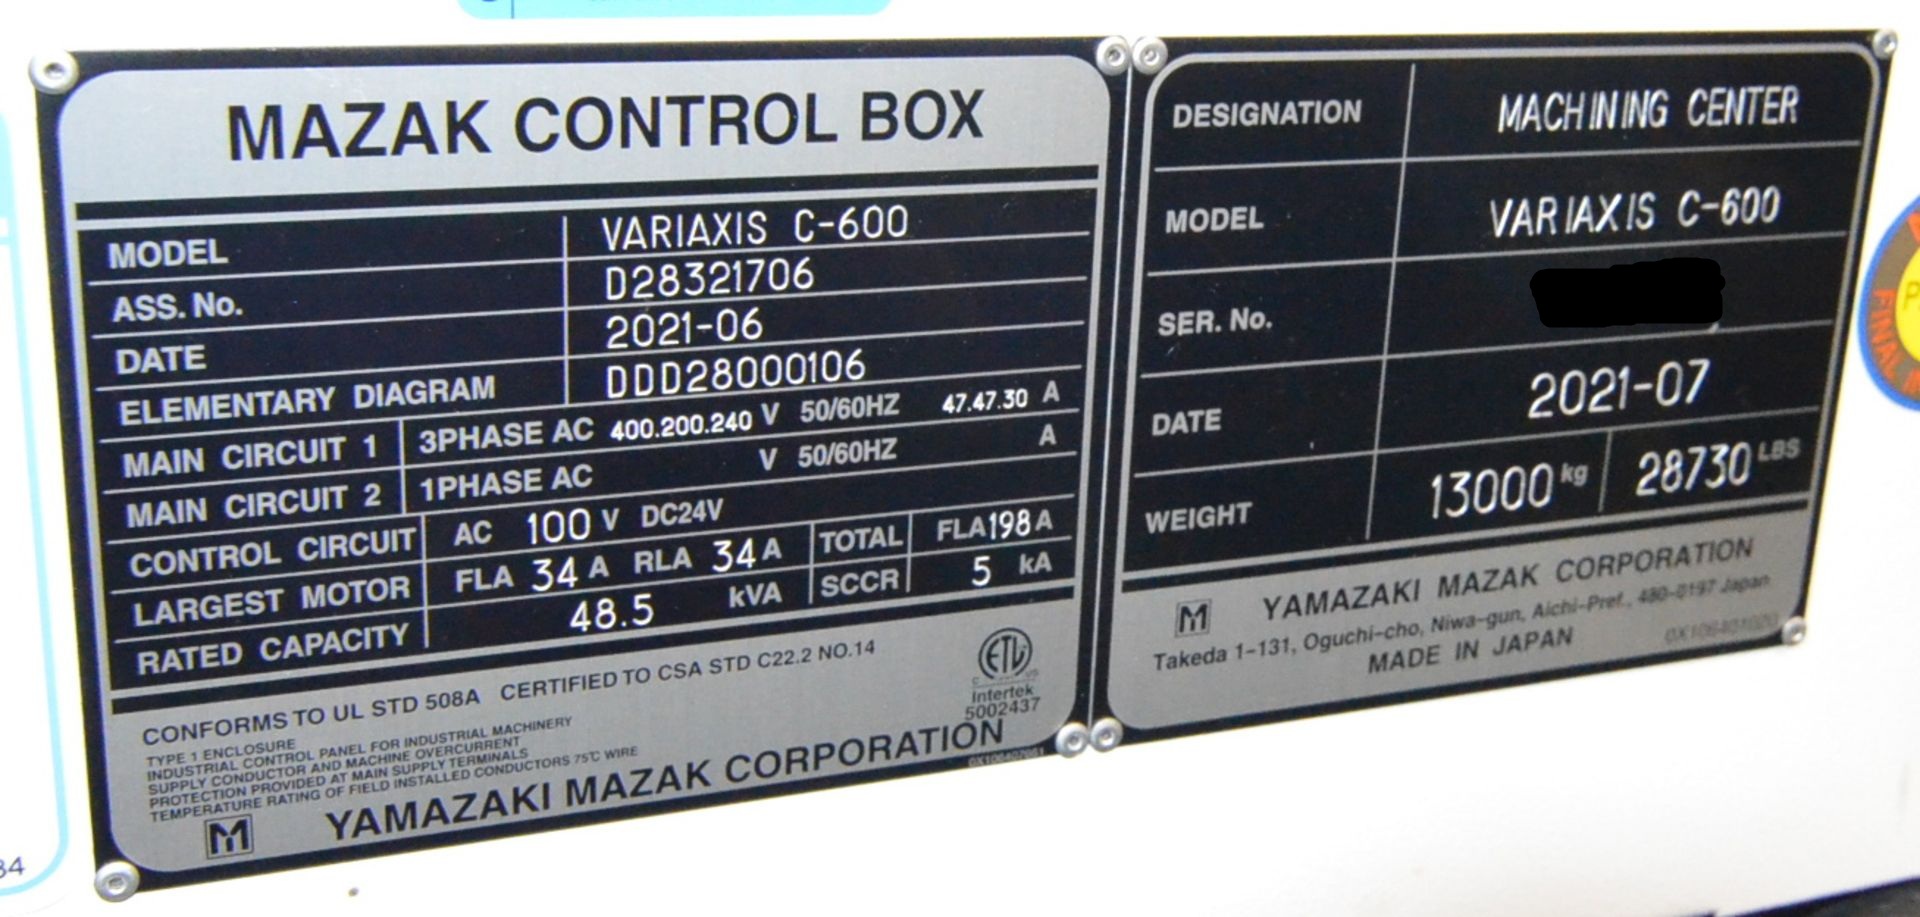 MAZAK CONTROL BOX
MODEL VARIAXIS C-600
ASS. No. D28321706
DATE 2021-06
ELEMENTARY DIAGRAM DDD28000106
MAIN CIRCUIT 1 3PHASE AC 400.200.240 V 50/60HZ 47.47.30 A
MAIN CIRCUIT 2 1PHASE AC V 50/60HZ A
CONTROL CIRCUIT AC 100 V DC24V
LARGEST MOTOR FLA 34 A RLA 34 A TOTAL FLA 198 A
RATED CAPACITY 48.5 kVA SCCR 5 kA
CONFORMS TO UL STD 508A CERTIFIED TO CSA STD C22.2 NO.14
TYPE 1 ENCLOSURE
INDUSTRIAL CONTROL PANEL FOR INDUSTRIAL MACHINERY
SUPPLY CONDUCTOR AND MACHINE OVERCURRENT
PROTECTION PROVIDED AT MAIN SUPPLY TERMINALS
TEMPERATURE RATING OF FIELD INSTALLED CONDUCTORS 75℃ WIRE
ETL
C US
Intertek
5002437
M YAMAZAKI MAZAK CORPORATION
DESIGNATION MACHINING CENTER
MODEL VARIAXIS C-600
SER. No.
DATE 2021-07
WEIGHT 13000 kg 28730 LBS
M YAMAZAKI MAZAK CORPORATION
Takeda 1-131, Oguchi-cho, Niwa-gun, Aichi-Pref., 480-0197 Japan
MADE IN JAPAN
FINAL
84